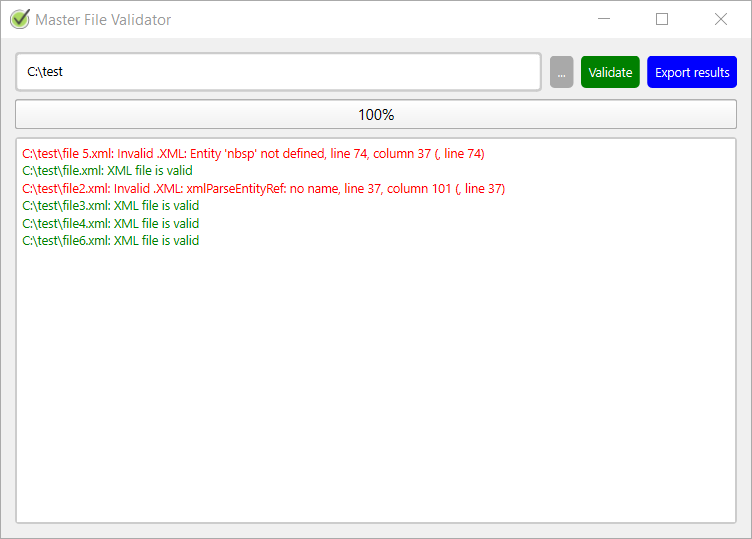 Master File Validator
C:\test
...
Validate
Export results
100%
C:\test\file 5.xml: Invalid .XML: Entity 'nbsp' not defined, line 74, column 37 (, line 74)
C:\test\file.xml: XML file is valid
C:\test\file2.xml: Invalid .XML: xmlParseEntityRef: no name, line 37, column 101 (, line 37)
C:\test\file3.xml: XML file is valid
C:\test\file4.xml: XML file is valid
C:\test\file6.xml: XML file is valid